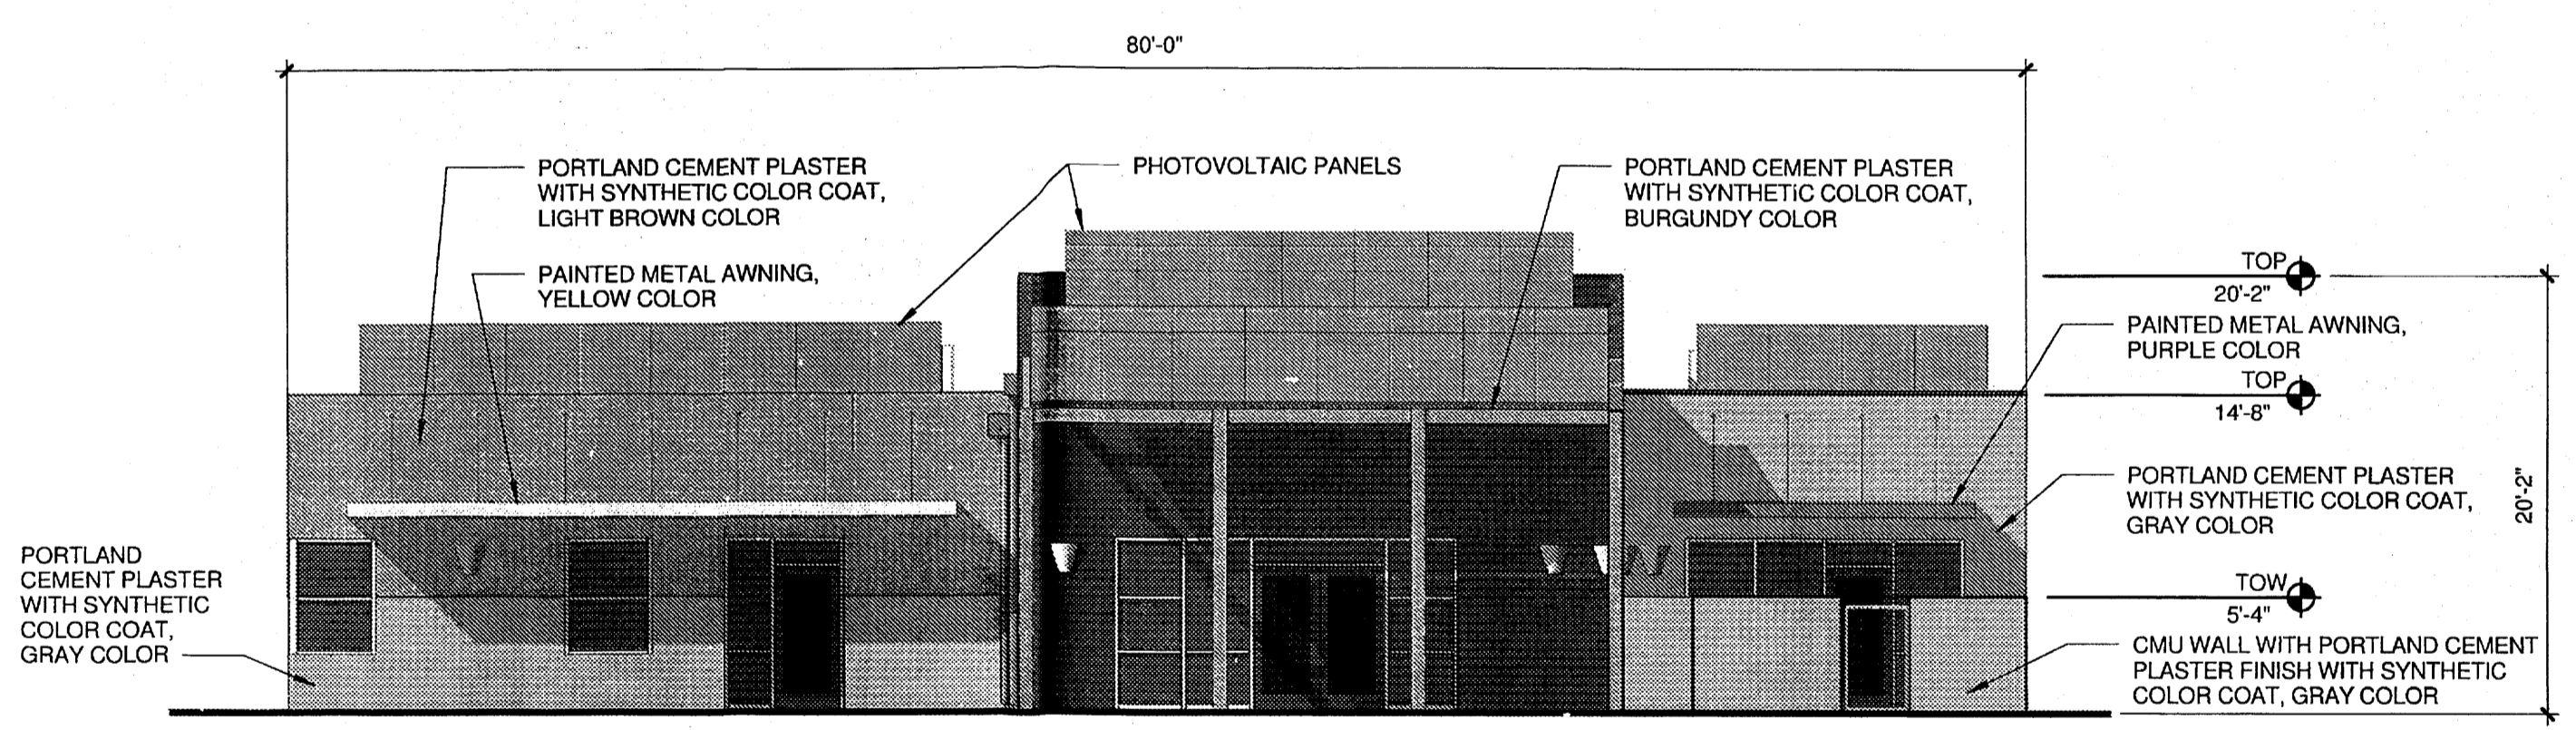 80'-0"
PORTLAND CEMENT PLASTER
WITH SYNTHETIC COLOR COAT,
LIGHT BROWN COLOR
PHOTOVOLTAIC PANELS
PORTLAND CEMENT PLASTER
WITH SYNTHETIC COLOR COAT,
BURGUNDY COLOR
PAINTED METAL AWNING,
YELLOW COLOR
TOP
20'-2"
PAINTED METAL AWNING,
PURPLE COLOR
TOP
14'-8"
PORTLAND CEMENT PLASTER
WITH SYNTHETIC COLOR COAT,
GRAY COLOR
20'-2"
PORTLAND
CEMENT PLASTER
WITH SYNTHETIC
COLOR COAT,
GRAY COLOR
TOW
5'-4"
CMU WALL WITH PORTLAND CEMENT
PLASTER FINISH WITH SYNTHETIC
COLOR COAT, GRAY COLOR